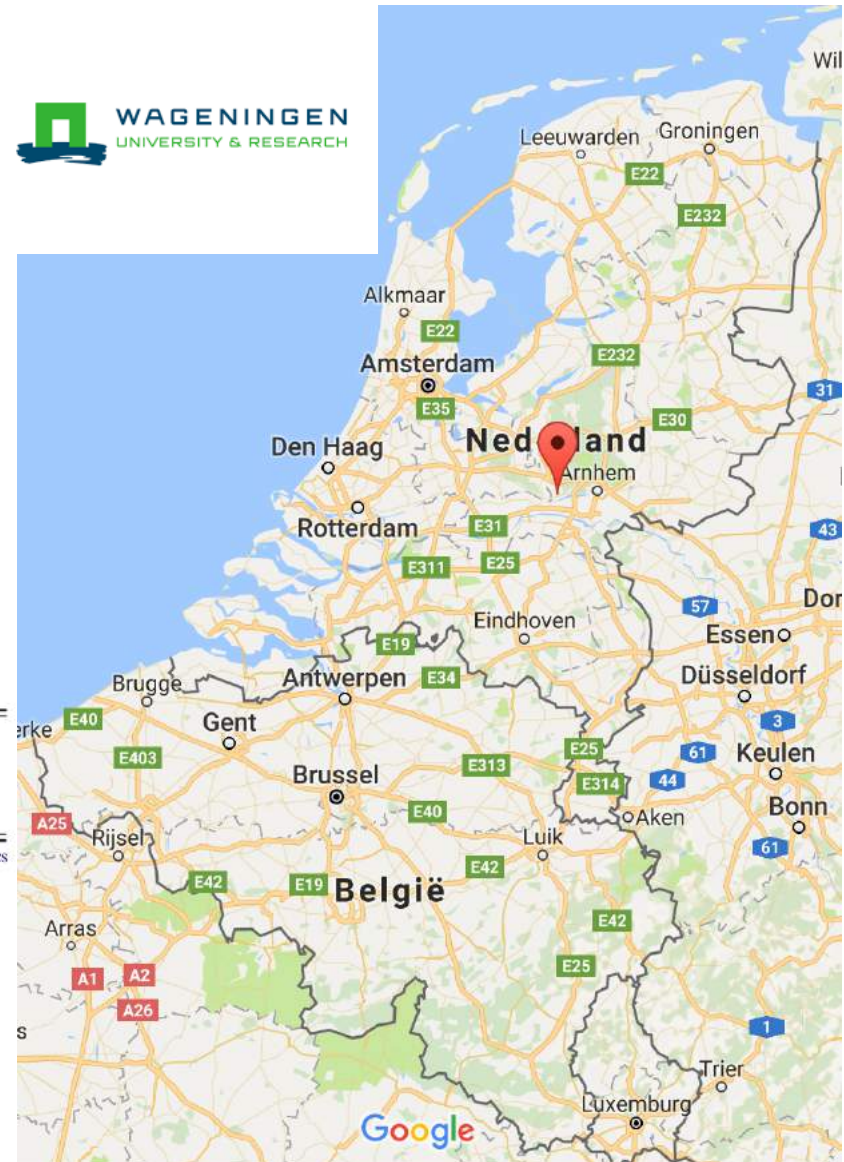 WAGENINGEN
UNIVERSITY & RESEARCH
Wil
Leeuwarden
Groningen
E22
E232
Alkmaar
E22
E232
Amsterdam
E35
E30
31
Den Haag
Ned land
Arnhem
Rotterdam
E31
43
E311
E25
57
Dor
Eindhoven
Essen
E19
Antwerpen
E34
Düsseldorf
Brugge
erke
E40
Gent
3
E403
E25
61
Keulen
E313
E314
44
Brussel
E40
Aken
Bonn
A25
Rijsel
Luik
61
E42
E19
België
E42
E42
Arras
A1
A2
E25
A26
s
1
Trier
Luxemburg
Google